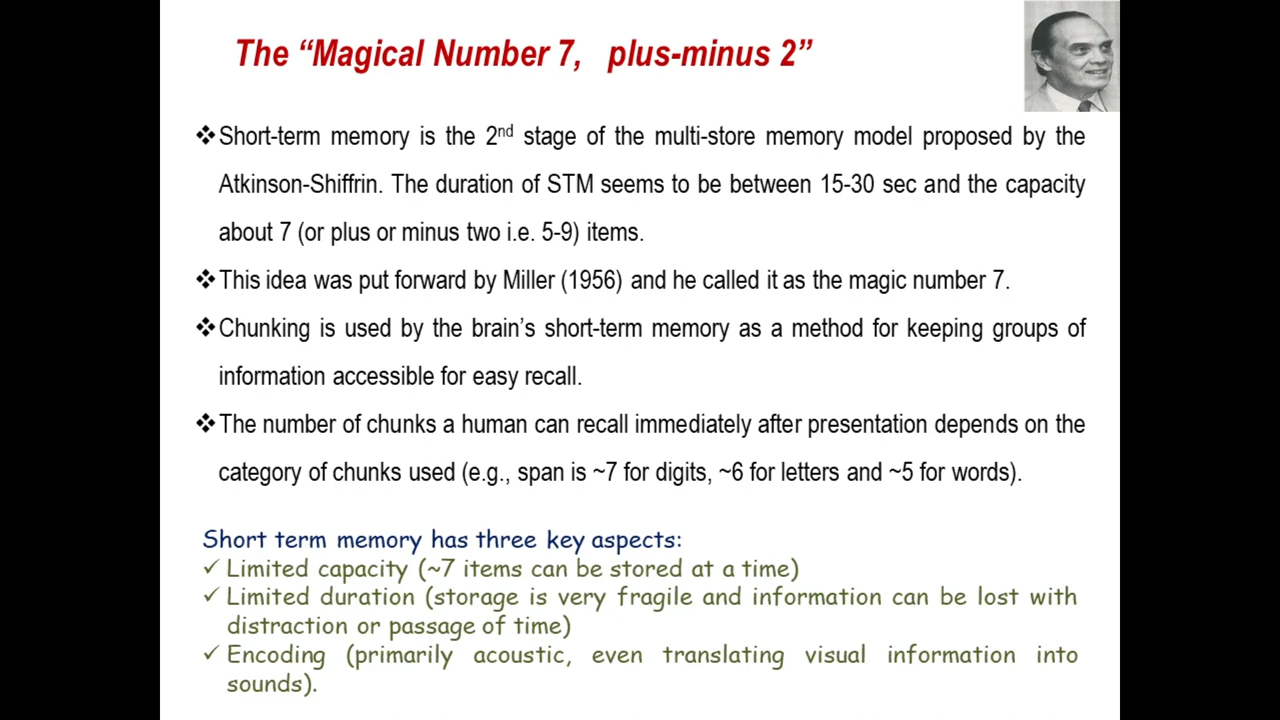 The “Magical Number 7, plus-minus 2”
❖Short-term memory is the 2nd stage of the multi-store memory model proposed by the
Atkinson-Shiffrin. The duration of STM seems to be between 15-30 sec and the capacity
about 7 (or plus or minus two i.e. 5-9) items.
❖This idea was put forward by Miller (1956) and he called it as the magic number 7.
❖Chunking is used by the brain’s short-term memory as a method for keeping groups of
information accessible for easy recall.
❖The number of chunks a human can recall immediately after presentation depends on the
category of chunks used (e.g., span is ~7 for digits, ~6 for letters and ~5 for words).
Short term memory has three key aspects:
✓ Limited capacity (~7 items can be stored at a time)
✓ Limited duration (storage is very fragile and information can be lost with
distraction or passage of time)
✓ Encoding (primarily acoustic, even translating visual information into
sounds).